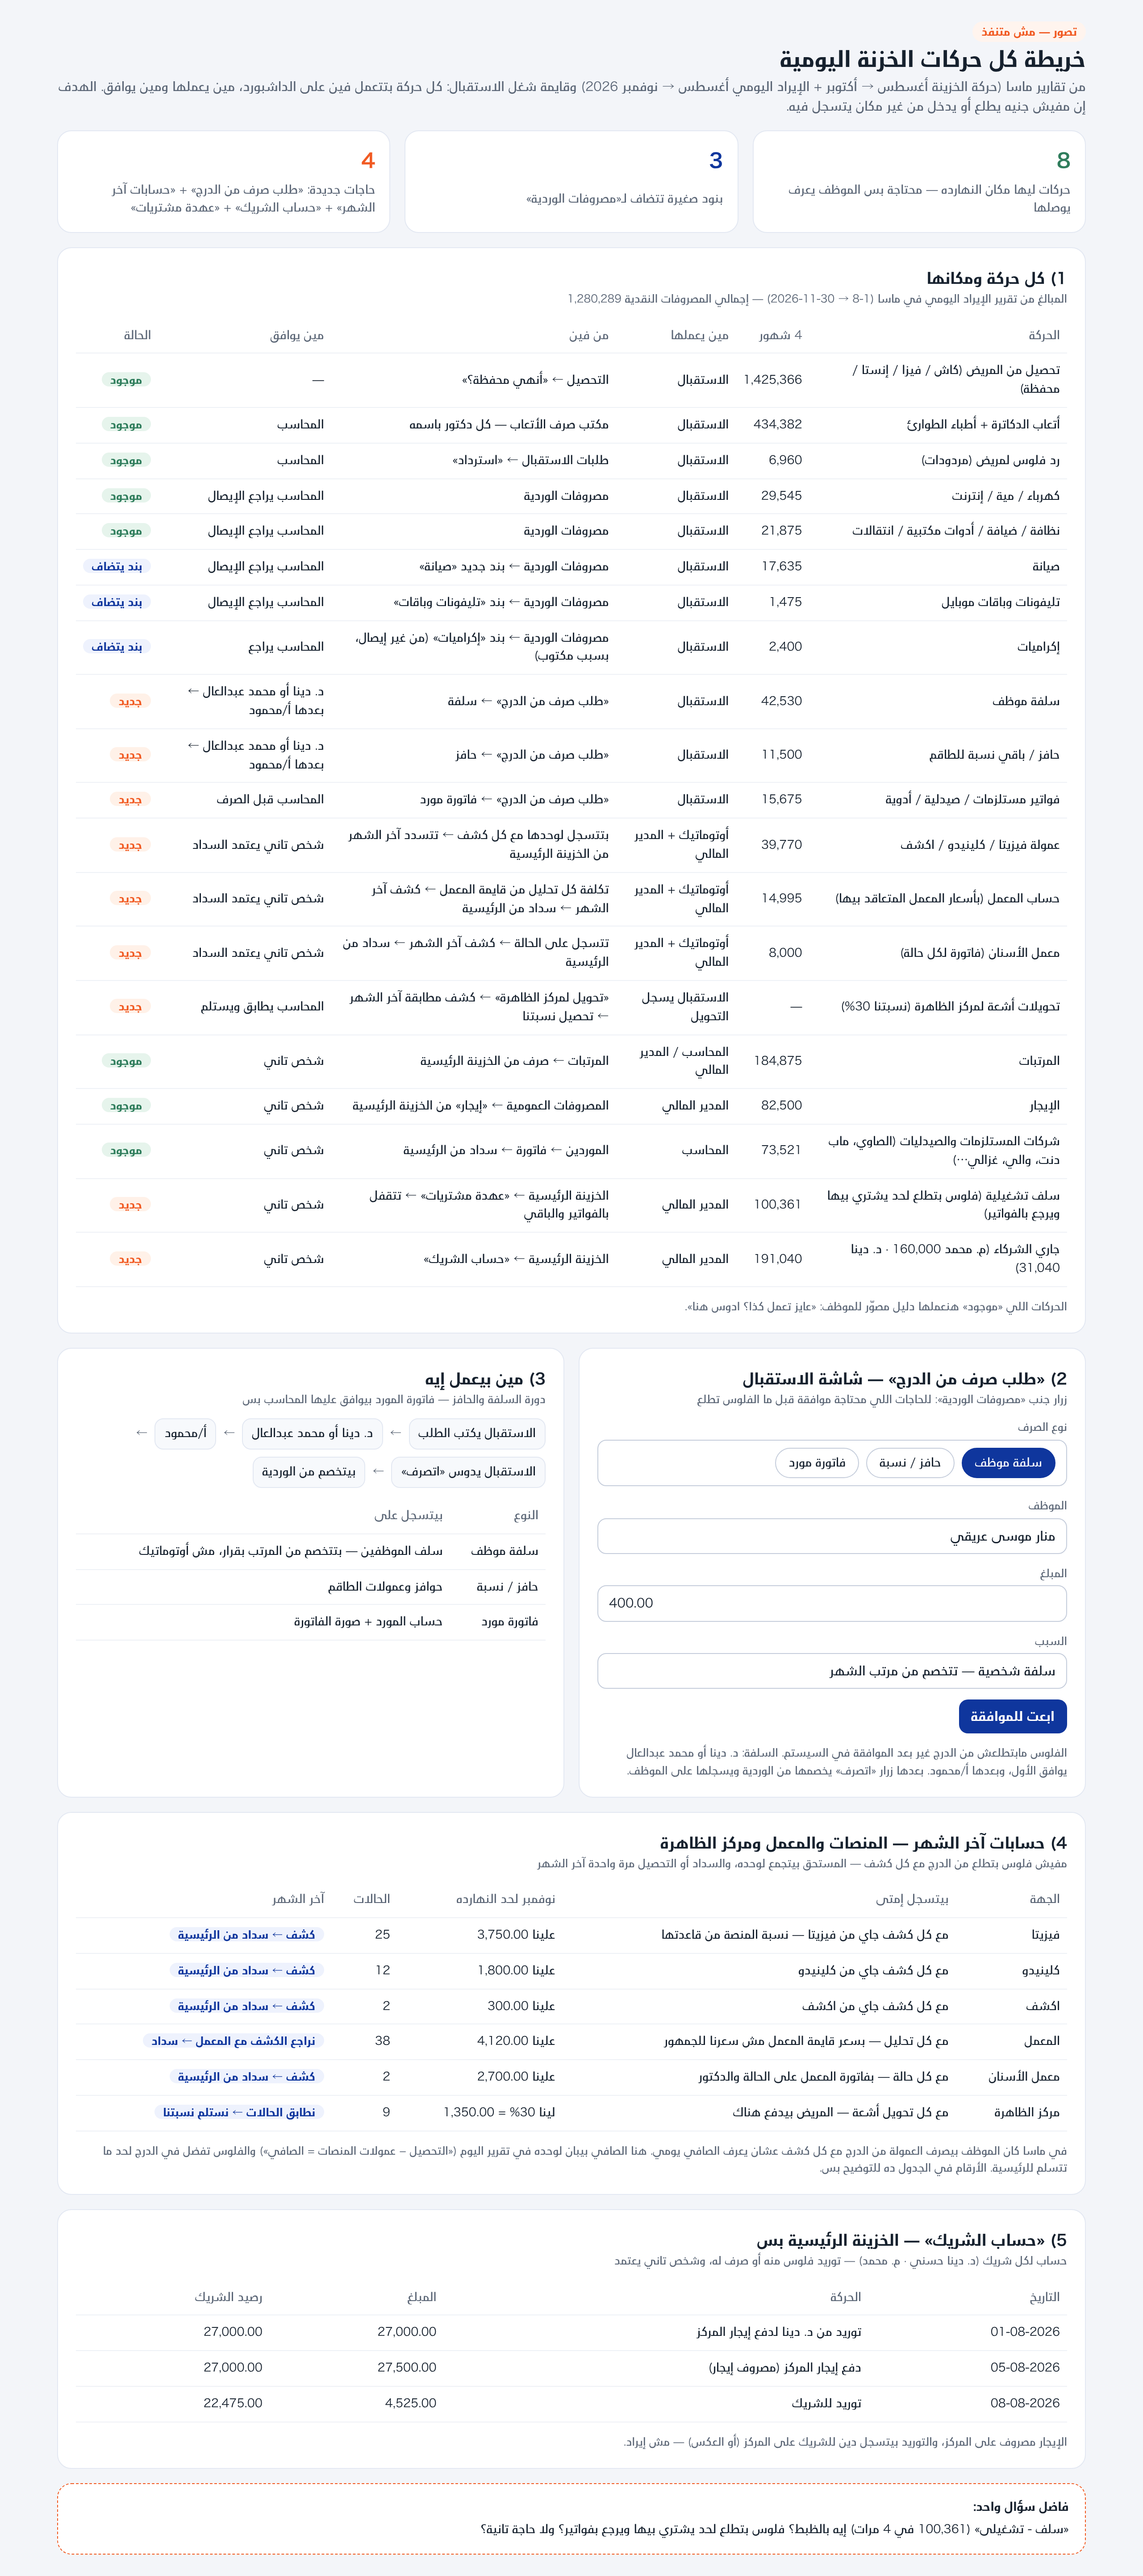 تصور — مش متنفذ
خريطة كل حركات الخزنة اليومية
من تقارير ماسا (حركة الخزينة أغسطس → أكتوبر + الإيراد اليومي أغسطس → نوفمبر 2026) وقايمة شغل الاستقبال: كل حركة بتتعمل فين على الداشبورد، مين يعملها ومين يوافق. الهدف
إن مفيش جنيه يطلع أو يدخل من غير مكان يتسجل فيه.
8
حركات ليها مكان النهارده — محتاجة بس الموظف يعرف
يوصلها
3
بنود صغيرة تتضاف لـ«مصروفات الوردية»
4
حاجات جديدة: «طلب صرف من الدرج» + «حسابات آخر
الشهر» + «حساب الشريك» + «عهدة مشتريات»
1) كل حركة ومكانها
المبالغ من تقرير الإيراد اليومي في ماسا (1-8 → 30-11-2026) — إجمالي المصروفات النقدية 1,280,289
الحركة 4 شهور مين يعملها من فين مين يوافق الحالة
تحصيل من المريض (كاش / فيزا / إنستا /
محفظة) 1,425,366 الاستقبال التحصيل ← «أنهي محفظة؟» — موجود
أتعاب الدكاترة + أطباء الطوارئ 434,382 الاستقبال مكتب صرف الأتعاب — كل دكتور باسمه المحاسب موجود
رد فلوس لمريض (مردودات) 6,960 الاستقبال طلبات الاستقبال ← «استرداد» المحاسب موجود
كهرباء / مية / إنترنت 29,545 الاستقبال مصروفات الوردية المحاسب يراجع الإيصال موجود
نظافة / ضيافة / أدوات مكتبية / انتقالات 21,875 الاستقبال مصروفات الوردية المحاسب يراجع الإيصال موجود
صيانة 17,635 الاستقبال مصروفات الوردية ← بند جديد «صيانة» المحاسب يراجع الإيصال بند يتضاف
تليفونات وباقات موبايل 1,475 الاستقبال مصروفات الوردية ← بند «تليفونات وباقات» المحاسب يراجع الإيصال بند يتضاف
إكراميات 2,400 الاستقبال مصروفات الوردية ← بند «إكراميات» (من غير إيصال،
بسبب مكتوب) المحاسب يراجع بند يتضاف
سلفة موظف 42,530 الاستقبال «طلب صرف من الدرج» ← سلفة د. دينا أو محمد عبدالعال ←
بعدها أ/محمود جديد
حافز / باقي نسبة للطاقم 11,500 الاستقبال «طلب صرف من الدرج» ← حافز د. دينا أو محمد عبدالعال ←
بعدها أ/محمود جديد
فواتير مستلزمات / صيدلية / أدوية 15,675 الاستقبال «طلب صرف من الدرج» ← فاتورة مورد المحاسب قبل الصرف جديد
عمولة فيزيتا / كلينيدو / اكشف 39,770 أوتوماتيك + المدير
المالي بتتسجل لوحدها مع كل كشف ← تتسدد آخر الشهر
من الخزينة الرئيسية شخص تاني يعتمد السداد جديد
حساب المعمل (بأسعار المعمل المتعاقد بيها) 14,995 أوتوماتيك + المدير
المالي تكلفة كل تحليل من قايمة المعمل ← كشف آخر
الشهر ← سداد من الرئيسية شخص تاني يعتمد السداد جديد
معمل الأسنان (فاتورة لكل حالة) 8,000 أوتوماتيك + المدير
المالي تتسجل على الحالة ← كشف آخر الشهر ← سداد من
الرئيسية شخص تاني يعتمد السداد جديد
تحويلات أشعة لمركز الظاهرة (نسبتنا 30%) — الاستقبال يسجل
التحويل «تحويل لمركز الظاهرة» ← كشف مطابقة آخر الشهر
← تحصيل نسبتنا المحاسب يطابق ويستلم جديد
المرتبات 184,875 المحاسب / المدير
المالي المرتبات ← صرف من الخزينة الرئيسية شخص تاني موجود
الإيجار 82,500 المدير المالي المصروفات العمومية ← «إيجار» من الخزينة الرئيسية شخص تاني موجود
شركات المستلزمات والصيدليات (الصاوي، ماب
دنت، والي، غزالي...) 73,521 المحاسب الموردين ← فاتورة ← سداد من الرئيسية شخص تاني موجود
سلف تشغيلية (فلوس بتطلع لحد يشتري بيها
ويرجع بالفواتير) 100,361 المدير المالي الخزينة الرئيسية ← «عهدة مشتريات» ← تتقفل
بالفواتير والباقي شخص تاني جديد
جاري الشركاء (م. محمد 160,000 · د. دينا
31,040) 191,040 المدير المالي الخزينة الرئيسية ← «حساب الشريك» شخص تاني جديد
الحركات اللي «موجود» هنعملها دليل مصوّر للموظف: «عايز تعمل كذا؟ ادوس هنا».
2) «طلب صرف من الدرج» — شاشة الاستقبال
زرار جنب «مصروفات الوردية»: للحاجات اللي محتاجة موافقة قبل ما الفلوس تطلع
نوع الصرف
سلفة موظف حافز / نسبة فاتورة مورد
الموظف
منار موسى عريقي
المبلغ
400.00
السبب
سلفة شخصية — تتخصم من مرتب الشهر
ابعت للموافقة
الفلوس مابتطلعش من الدرج غير بعد الموافقة في السيستم. السلفة: د. دينا أو محمد عبدالعال
يوافق الأول، وبعدها أ/محمود. بعدها زرار «اتصرف» يخصمها من الوردية ويسجلها على الموظف.
3) مين بيعمل إيه
دورة السلفة والحافز — فاتورة المورد بيوافق عليها المحاسب بس
الاستقبال يكتب الطلب ← د. دينا أو محمد عبدالعال ← أ/محمود ←
الاستقبال يدوس «اتصرف» ← بيتخصم من الوردية
النوع بيتسجل على
سلفة موظف سلف الموظفين — بتتخصم من المرتب بقرار، مش أوتوماتيك
حافز / نسبة حوافز وعمولات الطاقم
فاتورة مورد حساب المورد + صورة الفاتورة
4) حسابات آخر الشهر — المنصات والمعمل ومركز الظاهرة
مفيش فلوس بتطلع من الدرج مع كل كشف — المستحق بيتجمع لوحده، والسداد أو التحصيل مرة واحدة آخر الشهر
الجهة بيتسجل إمتى نوفمبر لحد النهارده الحالات آخر الشهر
فيزيتا مع كل كشف جاي من فيزيتا — نسبة المنصة من قاعدتها علينا 3,750.00 25 كشف ← سداد من الرئيسية
كلينيدو مع كل كشف جاي من كلينيدو علينا 1,800.00 12 كشف ← سداد من الرئيسية
اكشف مع كل كشف جاي من اكشف علينا 300.00 2 كشف ← سداد من الرئيسية
المعمل مع كل تحليل — بسعر قايمة المعمل مش سعرنا للجمهور علينا 4,120.00 38 نراجع الكشف مع المعمل ← سداد
معمل الأسنان مع كل حالة — بفاتورة المعمل على الحالة والدكتور علينا 2,700.00 2 كشف ← سداد من الرئيسية
مركز الظاهرة مع كل تحويل أشعة — المريض بيدفع هناك لينا 30% = 1,350.00 9 نطابق الحالات ← نستلم نسبتنا
في ماسا كان الموظف بيصرف العمولة من الدرج مع كل كشف عشان يعرف الصافي يومي. هنا الصافي بيبان لوحده في تقرير اليوم («التحصيل – عمولات المنصات = الصافي») والفلوس تفضل في الدرج لحد ما
تتسلم للرئيسية. الأرقام في الجدول ده للتوضيح بس.
5) «حساب الشريك» — الخزينة الرئيسية بس
حساب لكل شريك (د. دينا حسني · م. محمد) — توريد فلوس منه أو صرف له، وشخص تاني يعتمد
التاريخ الحركة المبلغ رصيد الشريك
01-08-2026 توريد من د. دينا لدفع إيجار المركز 27,000.00 27,000.00
05-08-2026 دفع إيجار المركز (مصروف إيجار) 27,500.00 27,000.00
08-08-2026 توريد للشريك 4,525.00 22,475.00
الإيجار مصروف على المركز، والتوريد بيتسجل دين للشريك على المركز (أو العكس) — مش إيراد.
فاضل سؤال واحد:
«سلف - تشغيلى» (100,361 في 4 مرات) إيه بالظبط؟ فلوس بتطلع لحد يشتري بيها ويرجع بفواتير؟ ولا حاجة تانية؟